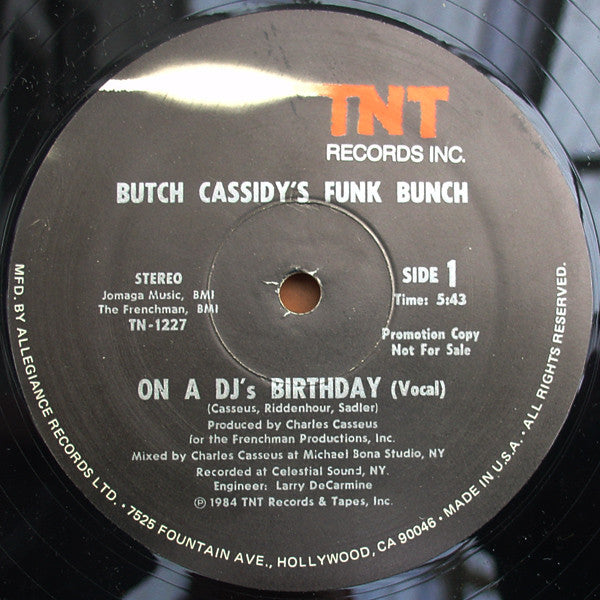 TNT
RECORDS INC.
BUTCH CASSIDY'S FUNK BUNCH
STEREO
Jomaga Music, BMI
The Frenchman, BMI
TN-1227
SIDE 1
Time: 5:43
Promotion Copy
Not For Sale
ON A DJ's BIRTHDAY (Vocal)
(Casseus, Riddenhour, Sadler)
Produced by Charles Casseus
for the Frenchman Productions, Inc.
Mixed by Charles Casseus at Michael Bona Studio, NY
Recorded at Celestial Sound, NY.
Engineer: Larry DeCarmine
℗ 1984 TNT Records & Tapes, Inc.
MFD. BY ALLEGIANCE RECORDS LTD. • 7525 FOUNTAIN AVE., HOLLYWOOD, CA 90046 • MADE IN U.S.A. . ALL RIGHTS RESERVED.